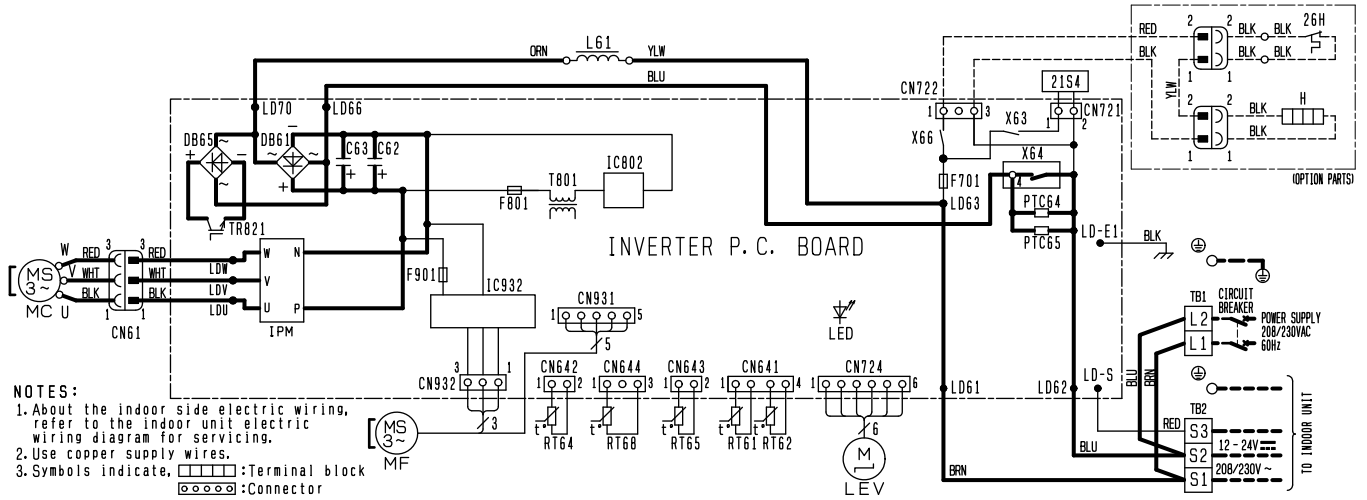 ORN
L61
YLW
BLU
RED
BLK
2
2
BLK
BLK
26H
BLK
BLK
1
1
YLW
2
2
BLK
H
BLK
1
1
(OPTION PARTS)
LD70
LD66
CN722
1
3
21S4
CN721
1
2
X63
X66
X64
4
F701
LD63
PTC64
PTC65
DB65
~
+
-
~
DB61
-
~
~
+
C63
+
C62
+
TR821
F801
T801
IC802
INVERTER P.C. BOARD
LD-E1
BLK
W
V
U
MS
3~
MC
RED
WHT
BLK
3
3
1
1
CN61
RED
WHT
BLK
LDW
LDV
LDU
W
V
U
N
P
IPM
F901
IC932
CN931
1
5
5
LED
3
1
CN932
3
CN642
1
2
t°
RT64
CN644
1
3
t°
RT68
CN643
1
2
t°
RT65
CN641
1
4
t°
RT61
t°
RT62
CN724
1
6
6
M
LEV
MS
3~
MF
LD61
LD62
LD-S
BLU
BRN
RED
BLU
BRN
TB1
L2
L1
CIRCUIT
BREAKER
POWER SUPPLY
208/230VAC
60Hz
TB2
S3
S2
S1
12-24V
208/230V~
TO INDOOR UNIT
NOTES:
1. About the indoor side electric wiring,
refer to the indoor unit electric
wiring diagram for servicing.
2. Use copper supply wires.
3. Symbols indicate,
:Terminal block
:Connector